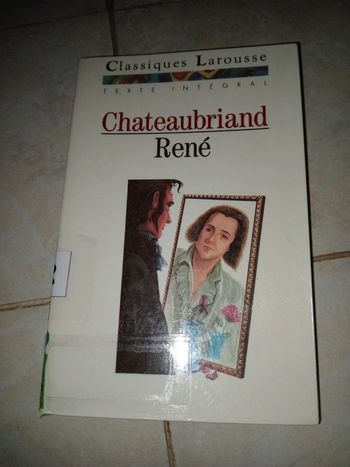 Classiques Larousse
TEXTE INTÉGRAL
Chateaubriand
René